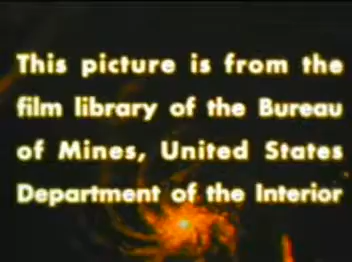 This picture is from the
film library of the Bureau
of Mines, United States
Department of the Interior